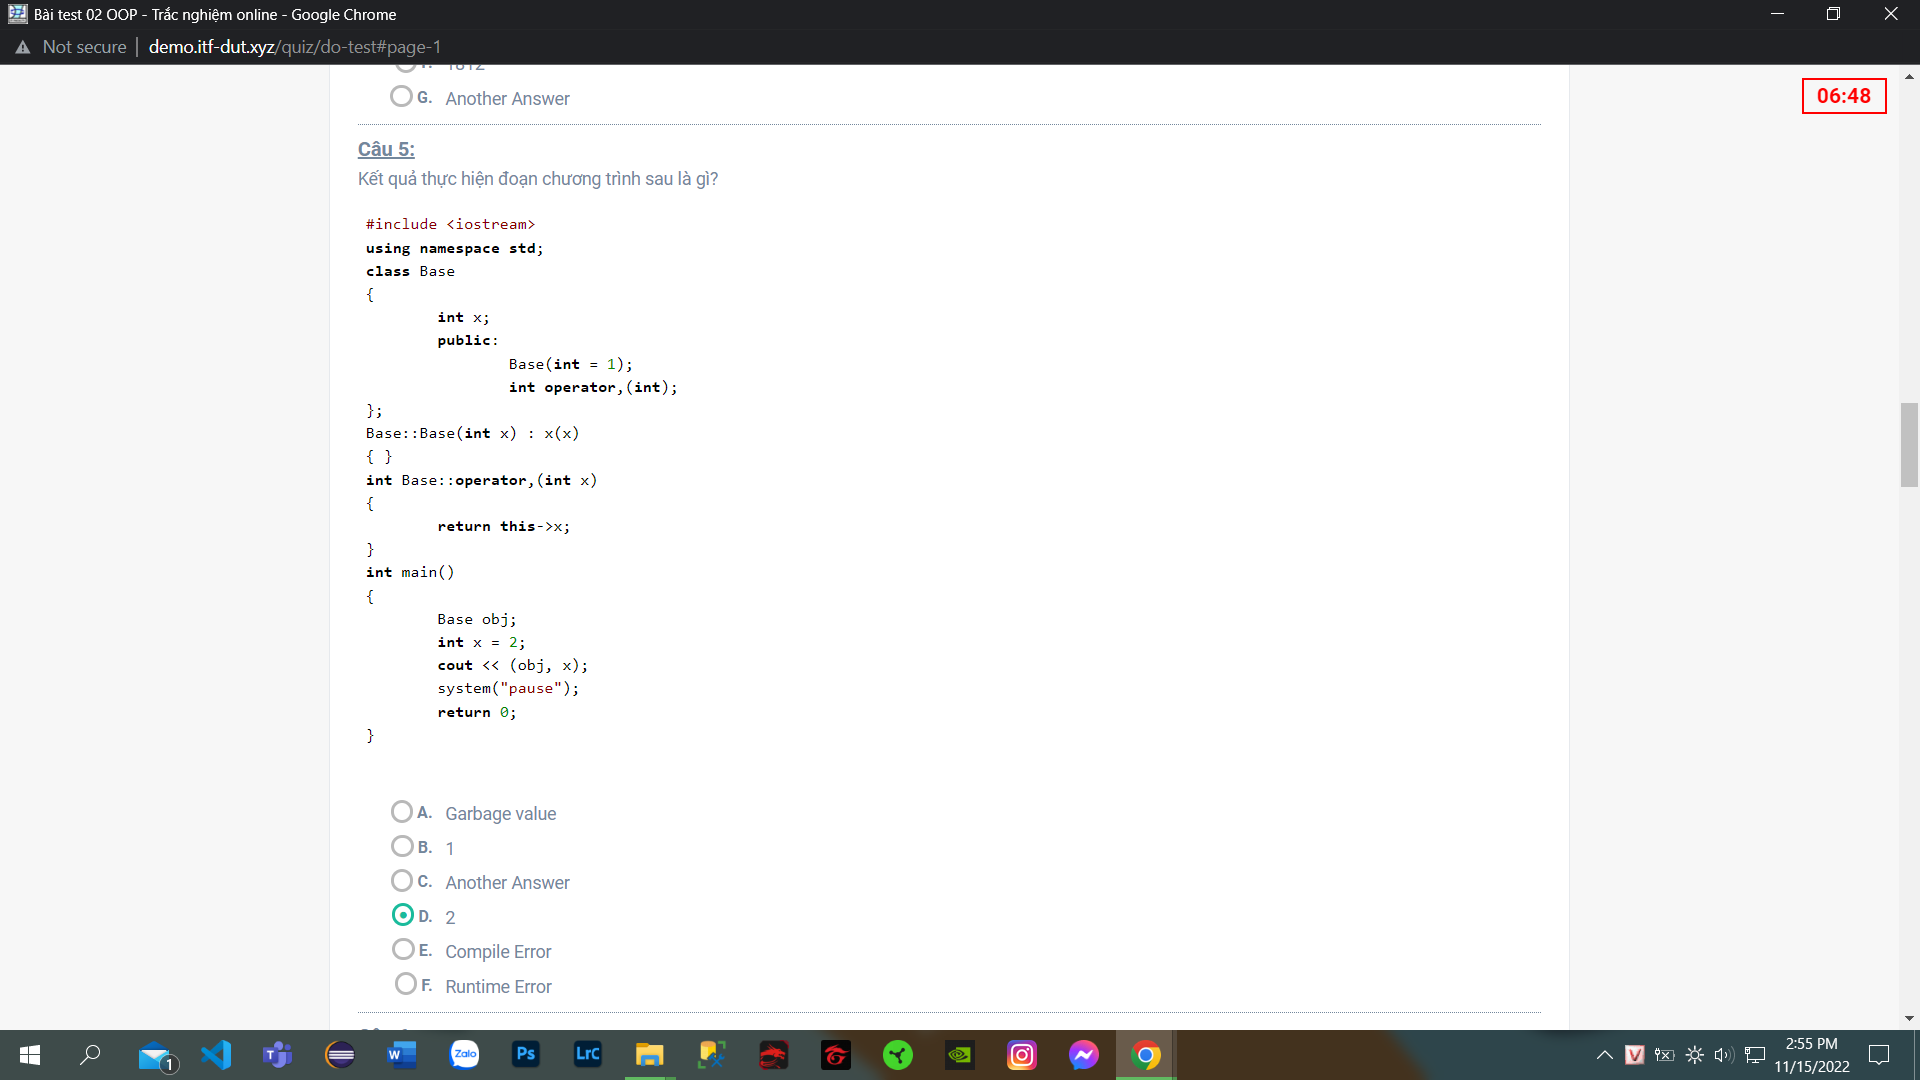 Bài test 02 OOP - Trắc nghiệm online - Google Chrome
Not secure | demo.itf-dut.xyz/quiz/do-test#page-1
06:48
G. Another Answer
Câu 5:
Kết quả thực hiện đoạn chương trình sau là gì?
#include <iostream>
using namespace std;
class Base
{
int x;
public:
Base(int = 1);
int operator,(int);
};
Base::Base(int x) : x(x)
{ }
int Base::operator,(int x)
{
return this->x;
}
int main()
{
Base obj;
int x = 2;
cout << (obj, x);
system("pause");
return 0;
}
A. Garbage value
B. 1
C. Another Answer
D. 2
E. Compile Error
F. Runtime Error
1
T
W
Zalo
Ps
LrC
V
2:55 PM
11/15/2022